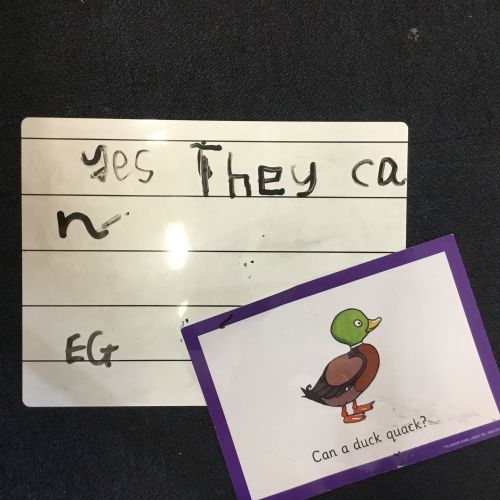 yes They ca
n
EG
Can a duck quack?